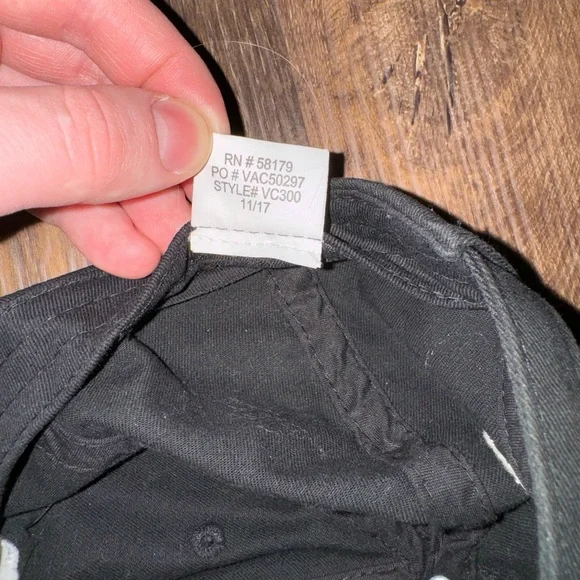 RN # 58179
PO # VAC50297
STYLE# VC300
11/17